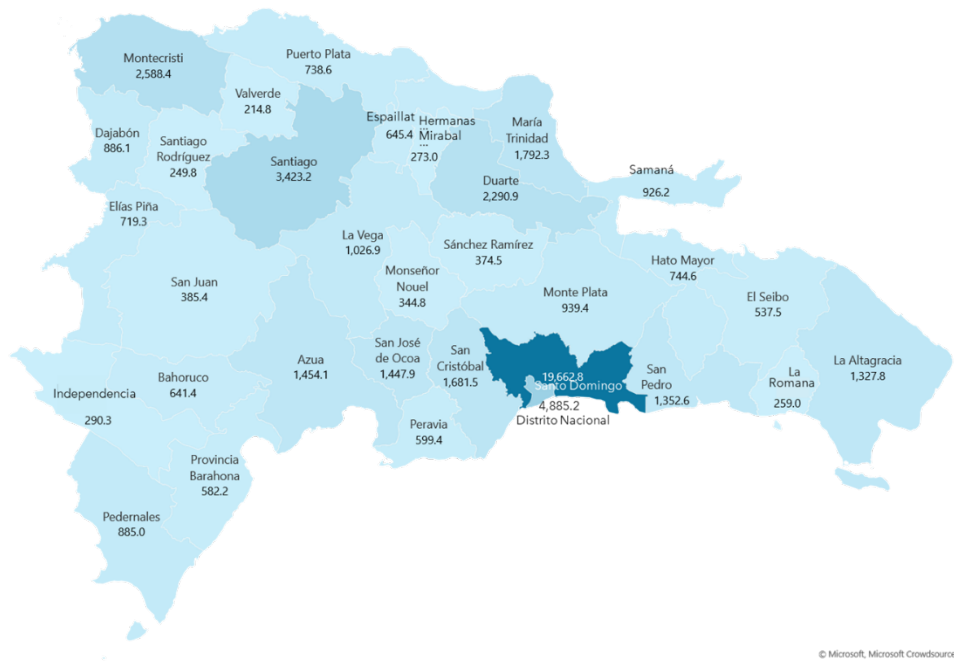 Montecristi
2,588.4
Puerto Plata
738.6
Valverde
214.8
Espaillat
645.4
Hermanas
...
Mirabal
...
273.0
María
Trinidad
1,792.3
Dajabón
886.1
Santiago
Rodríguez
249.8
Santiago
3,423.2
Duarte
2,290.9
Samaná
926.2
Elías Piña
719.3
La Vega
1,026.9
Sánchez Ramírez
374.5
Hato Mayor
744.6
San Juan
385.4
Monseñor
Nouel
344.8
Monte Plata
939.4
El Seibo
537.5
Azua
1,454.1
San José
de Ocoa
1,447.9
San
Cristóbal
1,681.5
19,662.8
Santo Domingo
4,885.2
Distrito Nacional
San
Pedro
1,352.6
La
Romana
259.0
La Altagracia
1,327.8
Independencia
290.3
Bahoruco
641.4
Peravia
599.4
Provincia
Barahona
582.2
Pedernales
885.0
© Microsoft, Microsoft Crowdsource